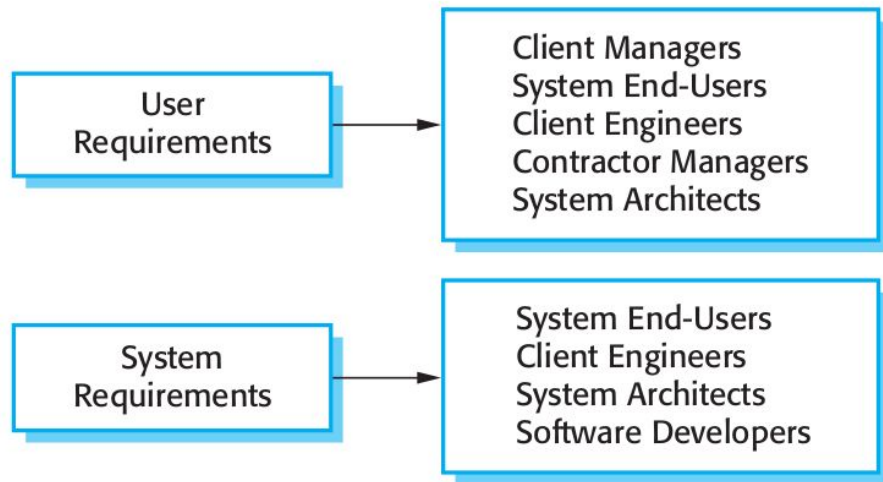 User
Requirements
Client Managers
System End-Users
Client Engineers
Contractor Managers
System Architects
System
Requirements
System End-Users
Client Engineers
System Architects
Software Developers